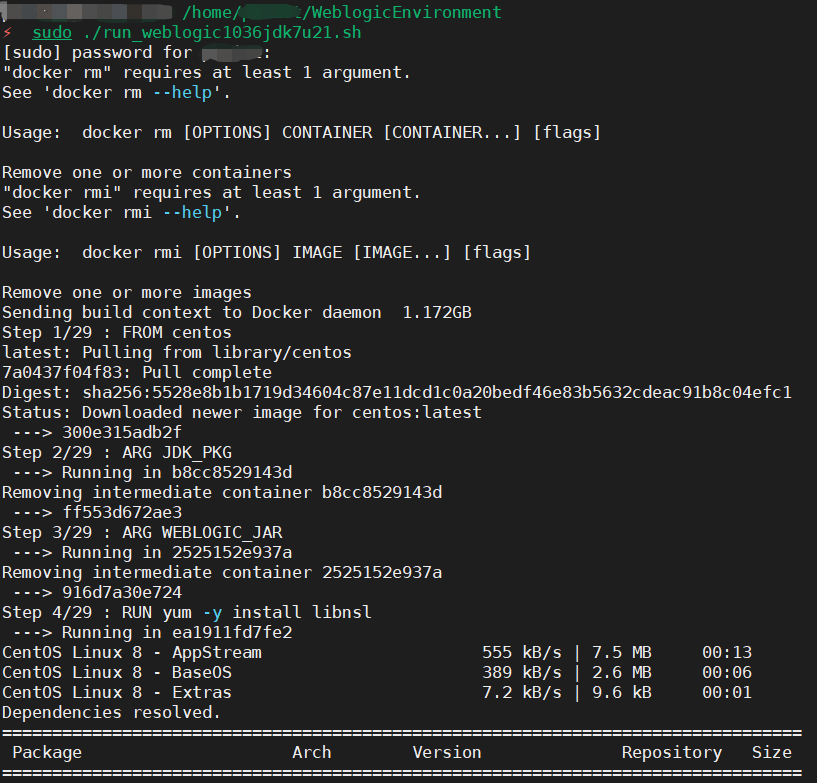 /home/ /WeblogicEnvironment
⚡ sudo ./run_weblogic1036jdk7u21.sh
[sudo] password for :
"docker rm" requires at least 1 argument.
See 'docker rm --help'.
Usage:  docker rm [OPTIONS] CONTAINER [CONTAINER...] [flags]
Remove one or more containers
"docker rmi" requires at least 1 argument.
See 'docker rmi --help'.
Usage:  docker rmi [OPTIONS] IMAGE [IMAGE...] [flags]
Remove one or more images
Sending build context to Docker daemon  1.172GB
Step 1/29 : FROM centos
latest: Pulling from library/centos
7a0437f04f83: Pull complete
Digest: sha256:5528e8b1b1719d34604c87e11dcd1c0a20bedf46e83b5632cdeac91b8c04efc1
Status: Downloaded newer image for centos:latest
 ---> 300e315adb2f
Step 2/29 : ARG JDK_PKG
 ---> Running in b8cc8529143d
Removing intermediate container b8cc8529143d
 ---> ff553d672ae3
Step 3/29 : ARG WEBLOGIC_JAR
 ---> Running in 2525152e937a
Removing intermediate container 2525152e937a
 ---> 916d7a30e724
Step 4/29 : RUN yum -y install libnsl
 ---> Running in ea1911fd7fe2
CentOS Linux 8 - AppStream                      555 kB/s | 7.5 MB     00:13
CentOS Linux 8 - BaseOS                         389 kB/s | 2.6 MB     00:06
CentOS Linux 8 - Extras                         7.2 kB/s | 9.6 kB     00:01
Dependencies resolved.
================================================================================
 Package                     Arch        Version              Repository   Size
================================================================================